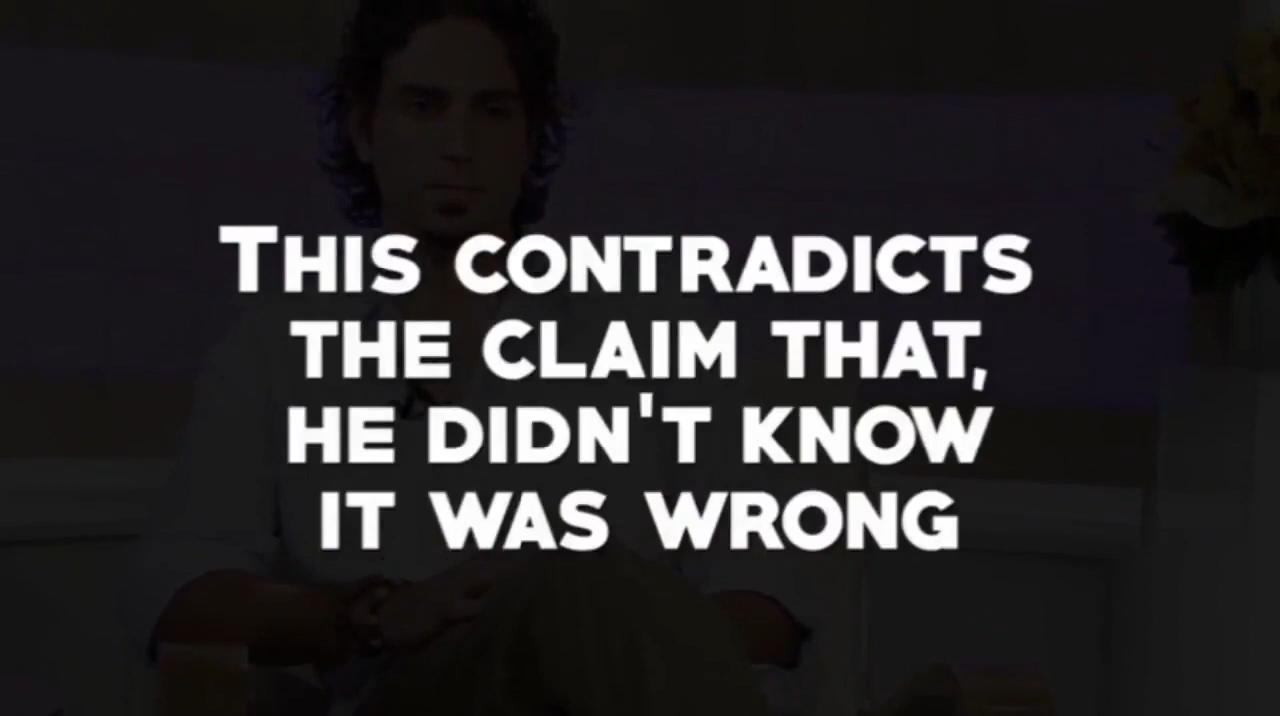 THIS CONTRADICTS
THE CLAIM THAT,
HE DIDN'T KNOW
IT WAS WRONG